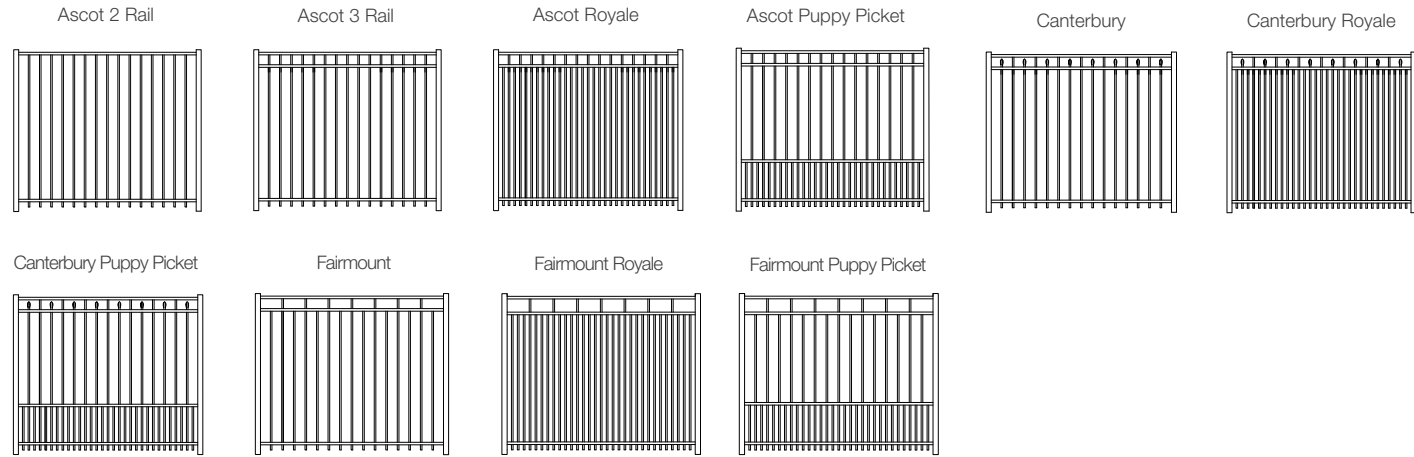 Ascot 2 Rail
Ascot 3 Rail
Ascot Royale
Ascot Puppy Picket
Canterbury
Canterbury Royale
Canterbury Puppy Picket
Fairmount
Fairmount Royale
Fairmount Puppy Picket